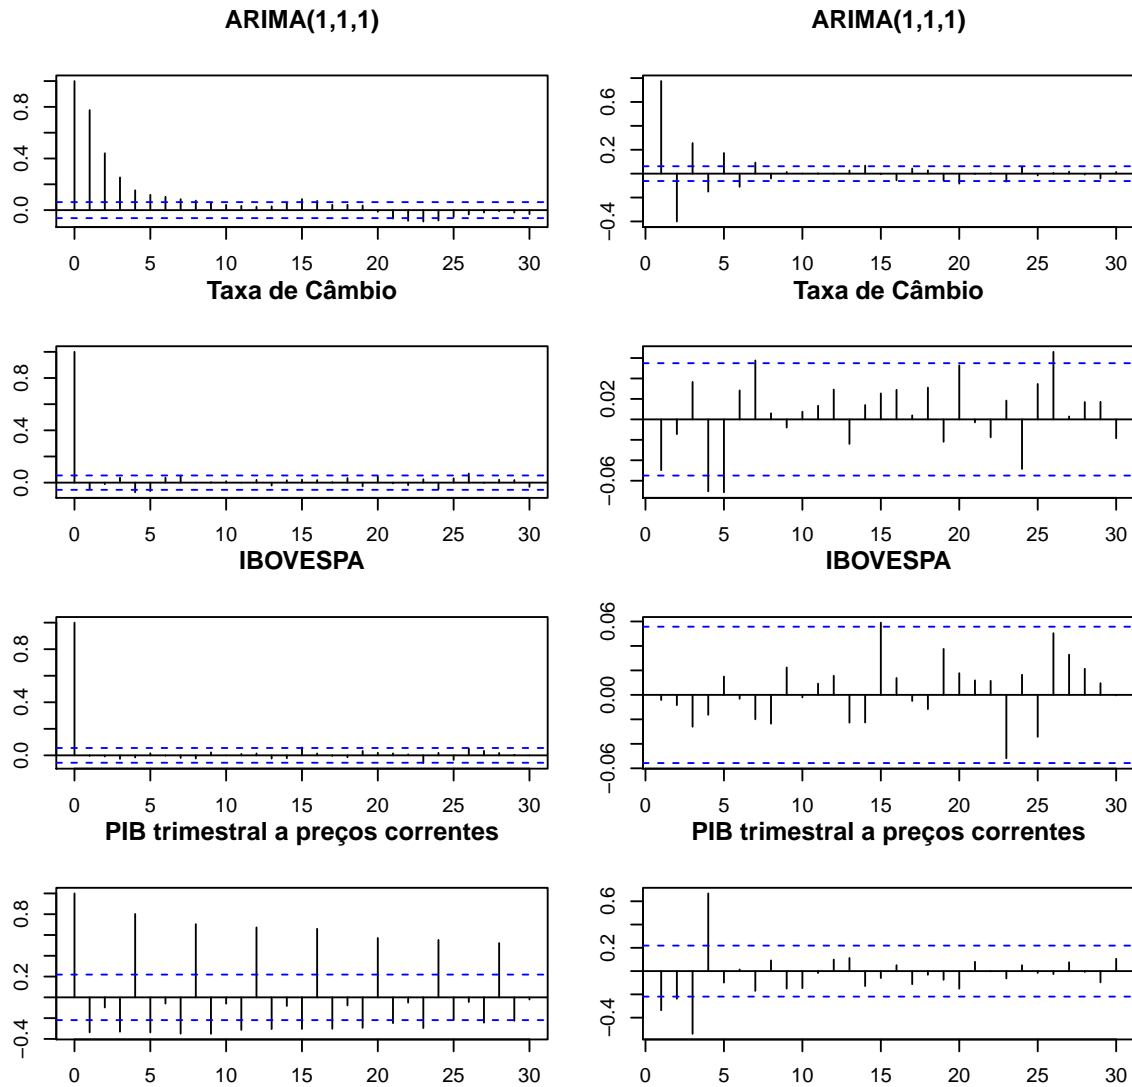 ARIMA(1,1,1) ARIMA(1,1,1)
0.0 0.4 0.8
−0.4 0.2 0.6
0 5 10 15 20 25 30 0 5 10 15 20 25 30
Taxa de Câmbio Taxa de Câmbio
0.0 0.4 0.8
−0.06 0.02
0 5 10 15 20 25 30 0 5 10 15 20 25 30
IBOVESPA IBOVESPA
0.0 0.4 0.8
−0.06 0.00 0.06
0 5 10 15 20 25 30 0 5 10 15 20 25 30
PIB trimestral a preços correntes PIB trimestral a preços correntes
−0.4 0.2 0.8
−0.4 0.2 0.6
0 5 10 15 20 25 30 0 5 10 15 20 25 30